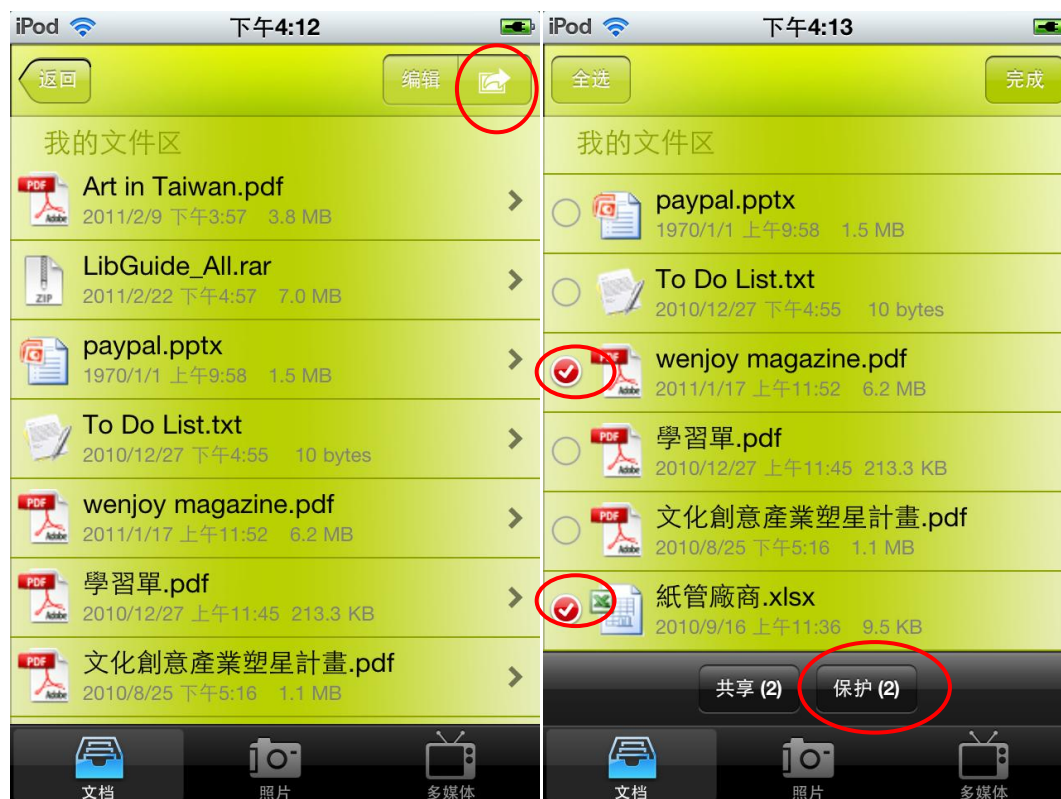 iPod 下午4:12
返回 编辑
我的文件区
Art in Taiwan.pdf
2011/2/9 下午3:57 3.8 MB
LibGuide_All.rar
2011/2/22 下午4:57 7.0 MB
paypal.pptx
1970/1/1 上午9:58 1.5 MB
To Do List.txt
2010/12/27 下午4:55 10 bytes
wenjoy magazine.pdf
2011/1/17 上午11:52 6.2 MB
學習單.pdf
2010/12/27 上午11:45 213.3 KB
文化創意產業塑星計畫.pdf
2010/8/25 下午5:16 1.1 MB
文档 照片 多媒体
iPod 下午4:13
全选 完成
我的文件区
paypal.pptx
1970/1/1 上午9:58 1.5 MB
To Do List.txt
2010/12/27 下午4:55 10 bytes
wenjoy magazine.pdf
2011/1/17 上午11:52 6.2 MB
學習單.pdf
2010/12/27 上午11:45 213.3 KB
文化創意產業塑星計畫.pdf
2010/8/25 下午5:16 1.1 MB
紙管廠商.xlsx
2010/9/16 上午11:36 9.5 KB
共享 (2) 保护 (2)
文档 照片 多媒体